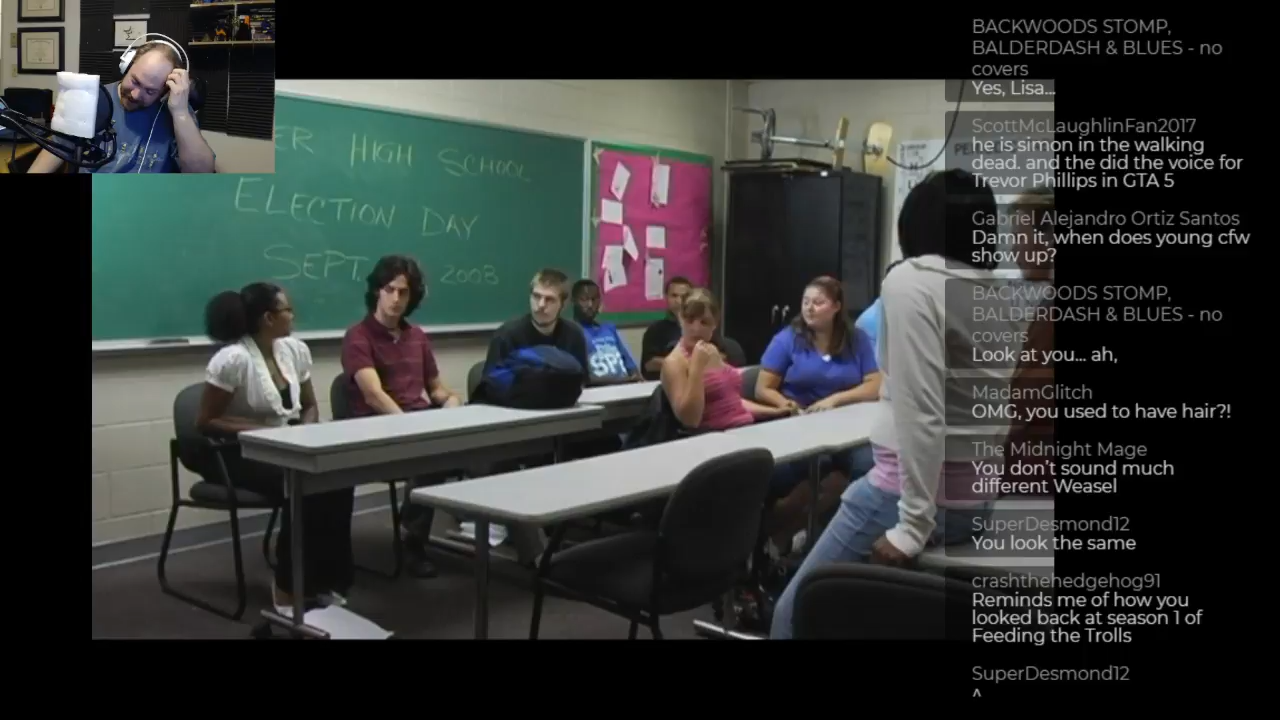 ER HIGH SCHOOL
ELECTION DAY
SEPT. 2008
SP
BACKWOODS STOMP,
BALDERDASH & BLUES - no
covers
Yes, Lisa...
ScottMcLaughlinFan2017
he is simon in the walking
dead. and the did the voice for
Trevor Phillips in GTA 5
Gabriel Alejandro Ortiz Santos
Damn it, when does young cfw
show up?
BACKWOODS STOMP,
BALDERDASH & BLUES - no
covers
Look at you... ah,
MadamGlitch
OMG, you used to have hair?!
The Midnight Mage
You don't sound much
different Weasel
SuperDesmond12
You look the same
crashthehedgehog91
Reminds me of how you
looked back at season 1 of
Feeding the Trolls
SuperDesmond12
^